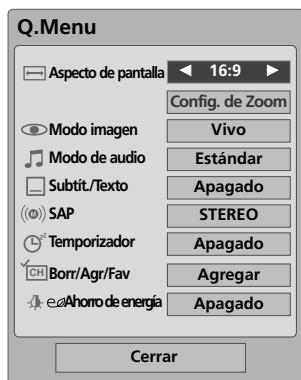 Q.Menu
Aspecto de pantalla ◀ 16:9 ▶
Config. de Zoom
Modo imagen Vivo
Modo de audio Estándar
Subtít./Texto Apagado
SAP STEREO
Temporizador Apagado
CH Borr/Agr/Fav Agregar
Ahorro de energía Apagado
Cerrar